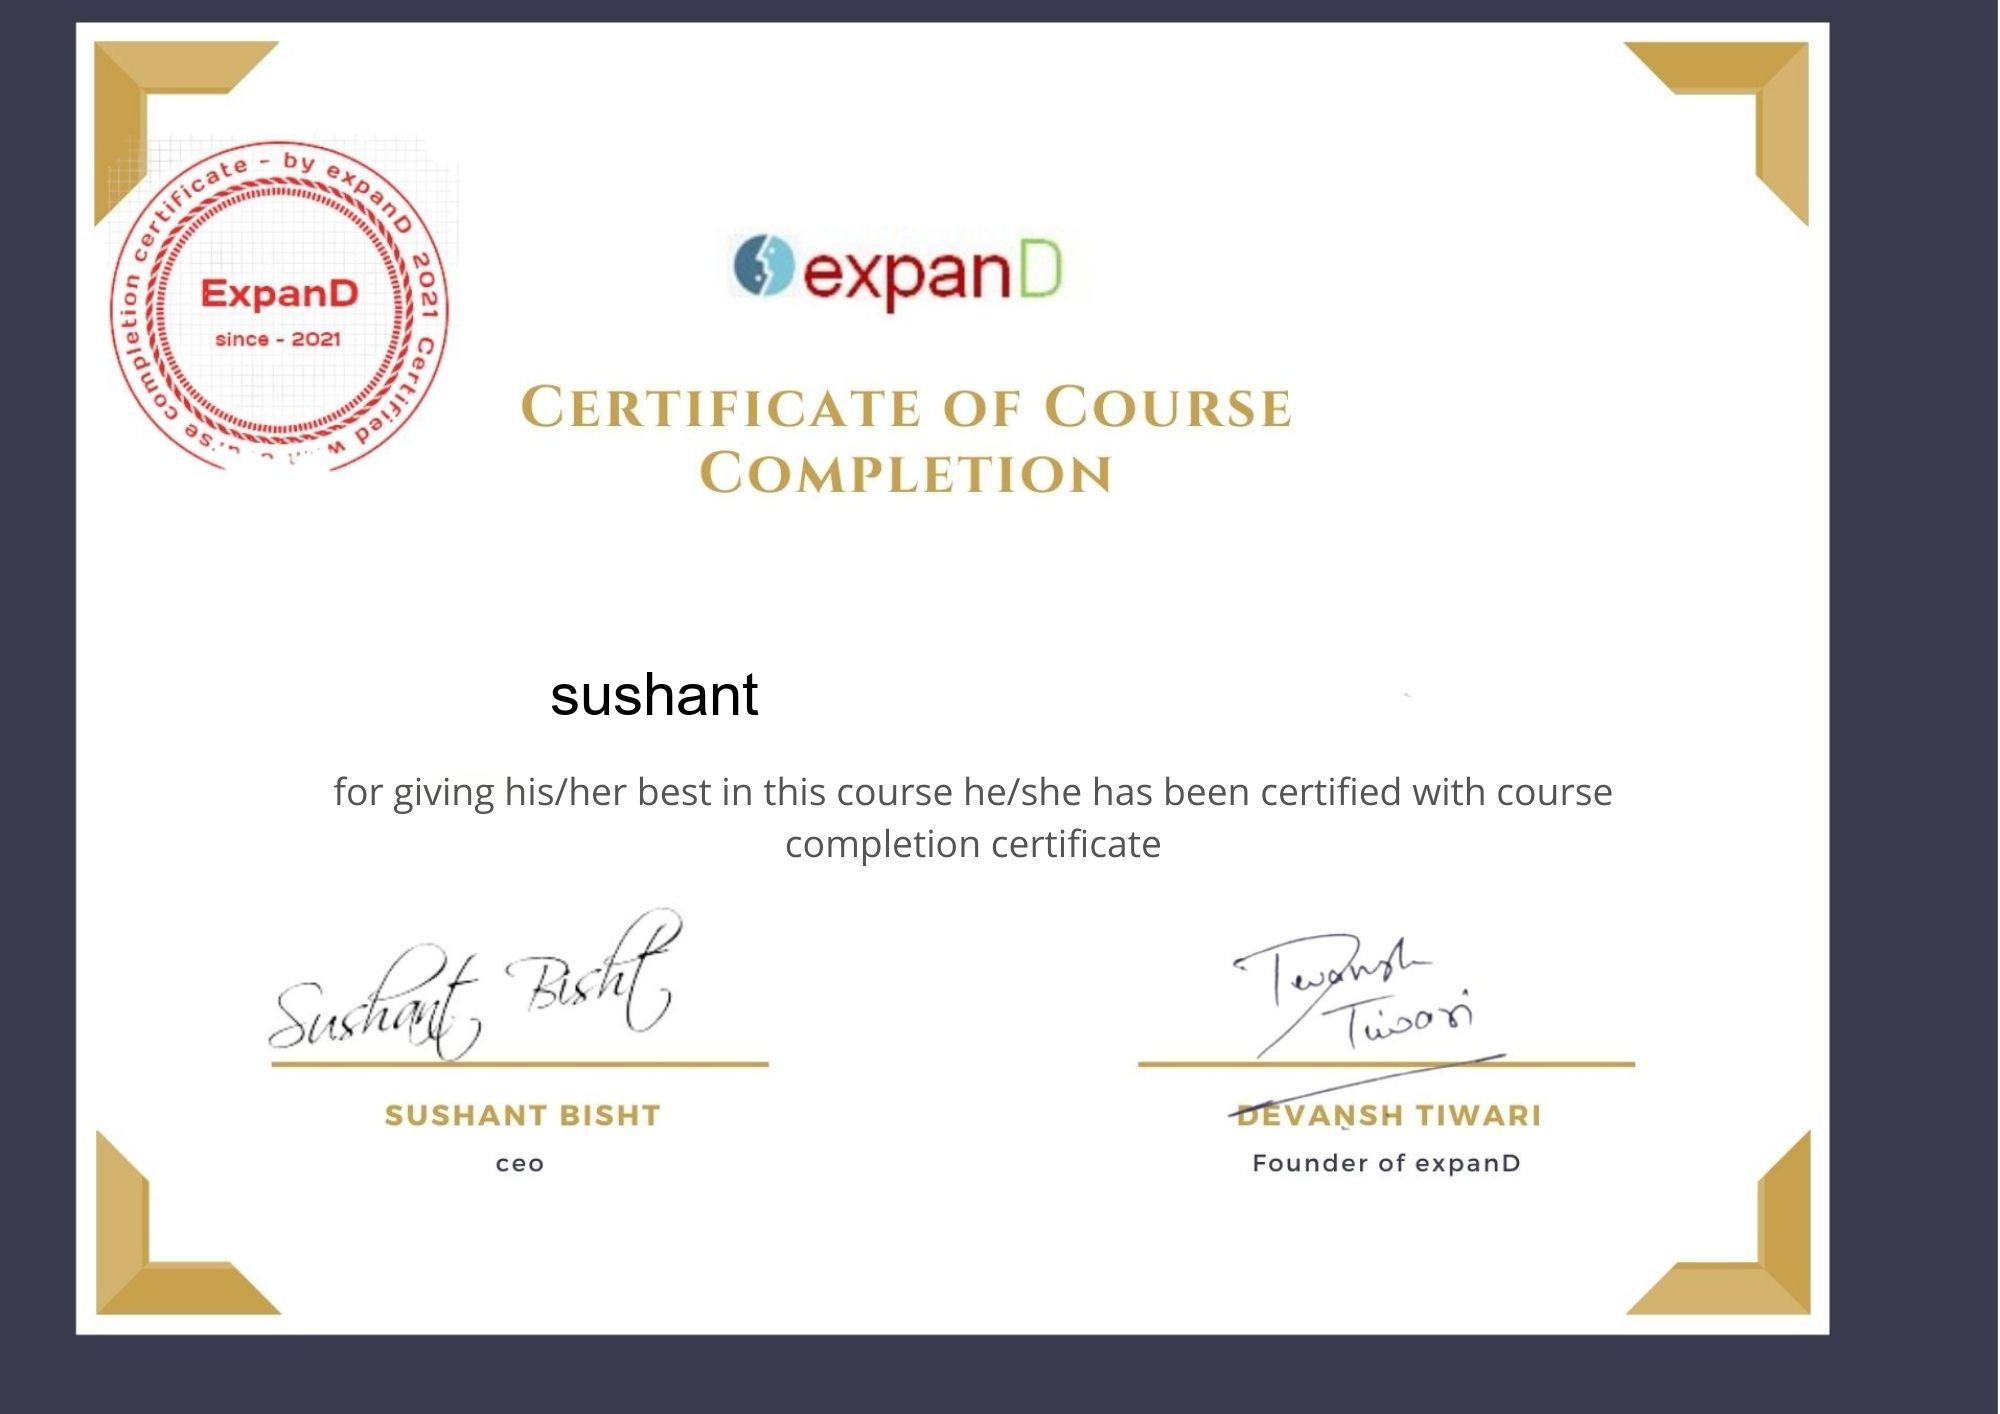 completion certificate - by expanD 2021 Certified
ExpanD
since - 2021
expanD
CERTIFICATE OF COURSE
COMPLETION
sushant
for giving his/her best in this course he/she has been certified with course
completion certificate
Sushant Bisht
Devansh
Tiwari
SUSHANT BISHT
DEVANSH TIWARI
ceo
Founder of expanD